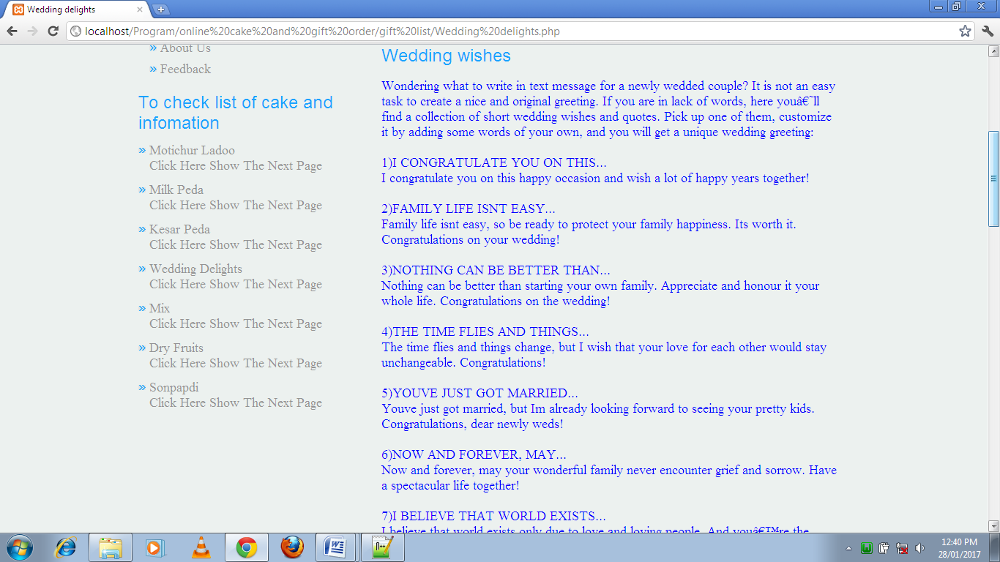 Wedding delights
localhost/Program/online%20cake%20and%20gift%20order/gift%20list/Wedding%20delights.php
» About Us
» Feedback
To check list of cake and
infomation
» Motichur Ladoo
Click Here Show The Next Page
» Milk Peda
Click Here Show The Next Page
» Kesar Peda
Click Here Show The Next Page
» Wedding Delights
Click Here Show The Next Page
» Mix
Click Here Show The Next Page
» Dry Fruits
Click Here Show The Next Page
» Sonpapdi
Click Here Show The Next Page
Wedding wishes
Wondering what to write in text message for a newly wedded couple? It is not an easy
task to create a nice and original greeting. If you are in lack of words, here youâ€˜ll
find a collection of short wedding wishes and quotes. Pick up one of them, customize
it by adding some words of your own, and you will get a unique wedding greeting:
1)I CONGRATULATE YOU ON THIS...
I congratulate you on this happy occasion and wish a lot of happy years together!
2)FAMILY LIFE ISNT EASY...
Family life isnt easy, so be ready to protect your family happiness. Its worth it.
Congratulations on your wedding!
3)NOTHING CAN BE BETTER THAN...
Nothing can be better than starting your own family. Appreciate and honour it your
whole life. Congratulations on the wedding!
4)THE TIME FLIES AND THINGS...
The time flies and things change, but I wish that your love for each other would stay
unchangeable. Congratulations!
5)YOUVE JUST GOT MARRIED...
Youve just got married, but Im already looking forward to seeing your pretty kids.
Congratulations, dear newly weds!
6)NOW AND FOREVER, MAY...
Now and forever, may your wonderful family never encounter grief and sorrow. Have
a spectacular life together!
7)I BELIEVE THAT WORLD EXISTS...
I believe that world exists only due to love and loving people. And youâ€™re the
12:40 PM
28/01/2017